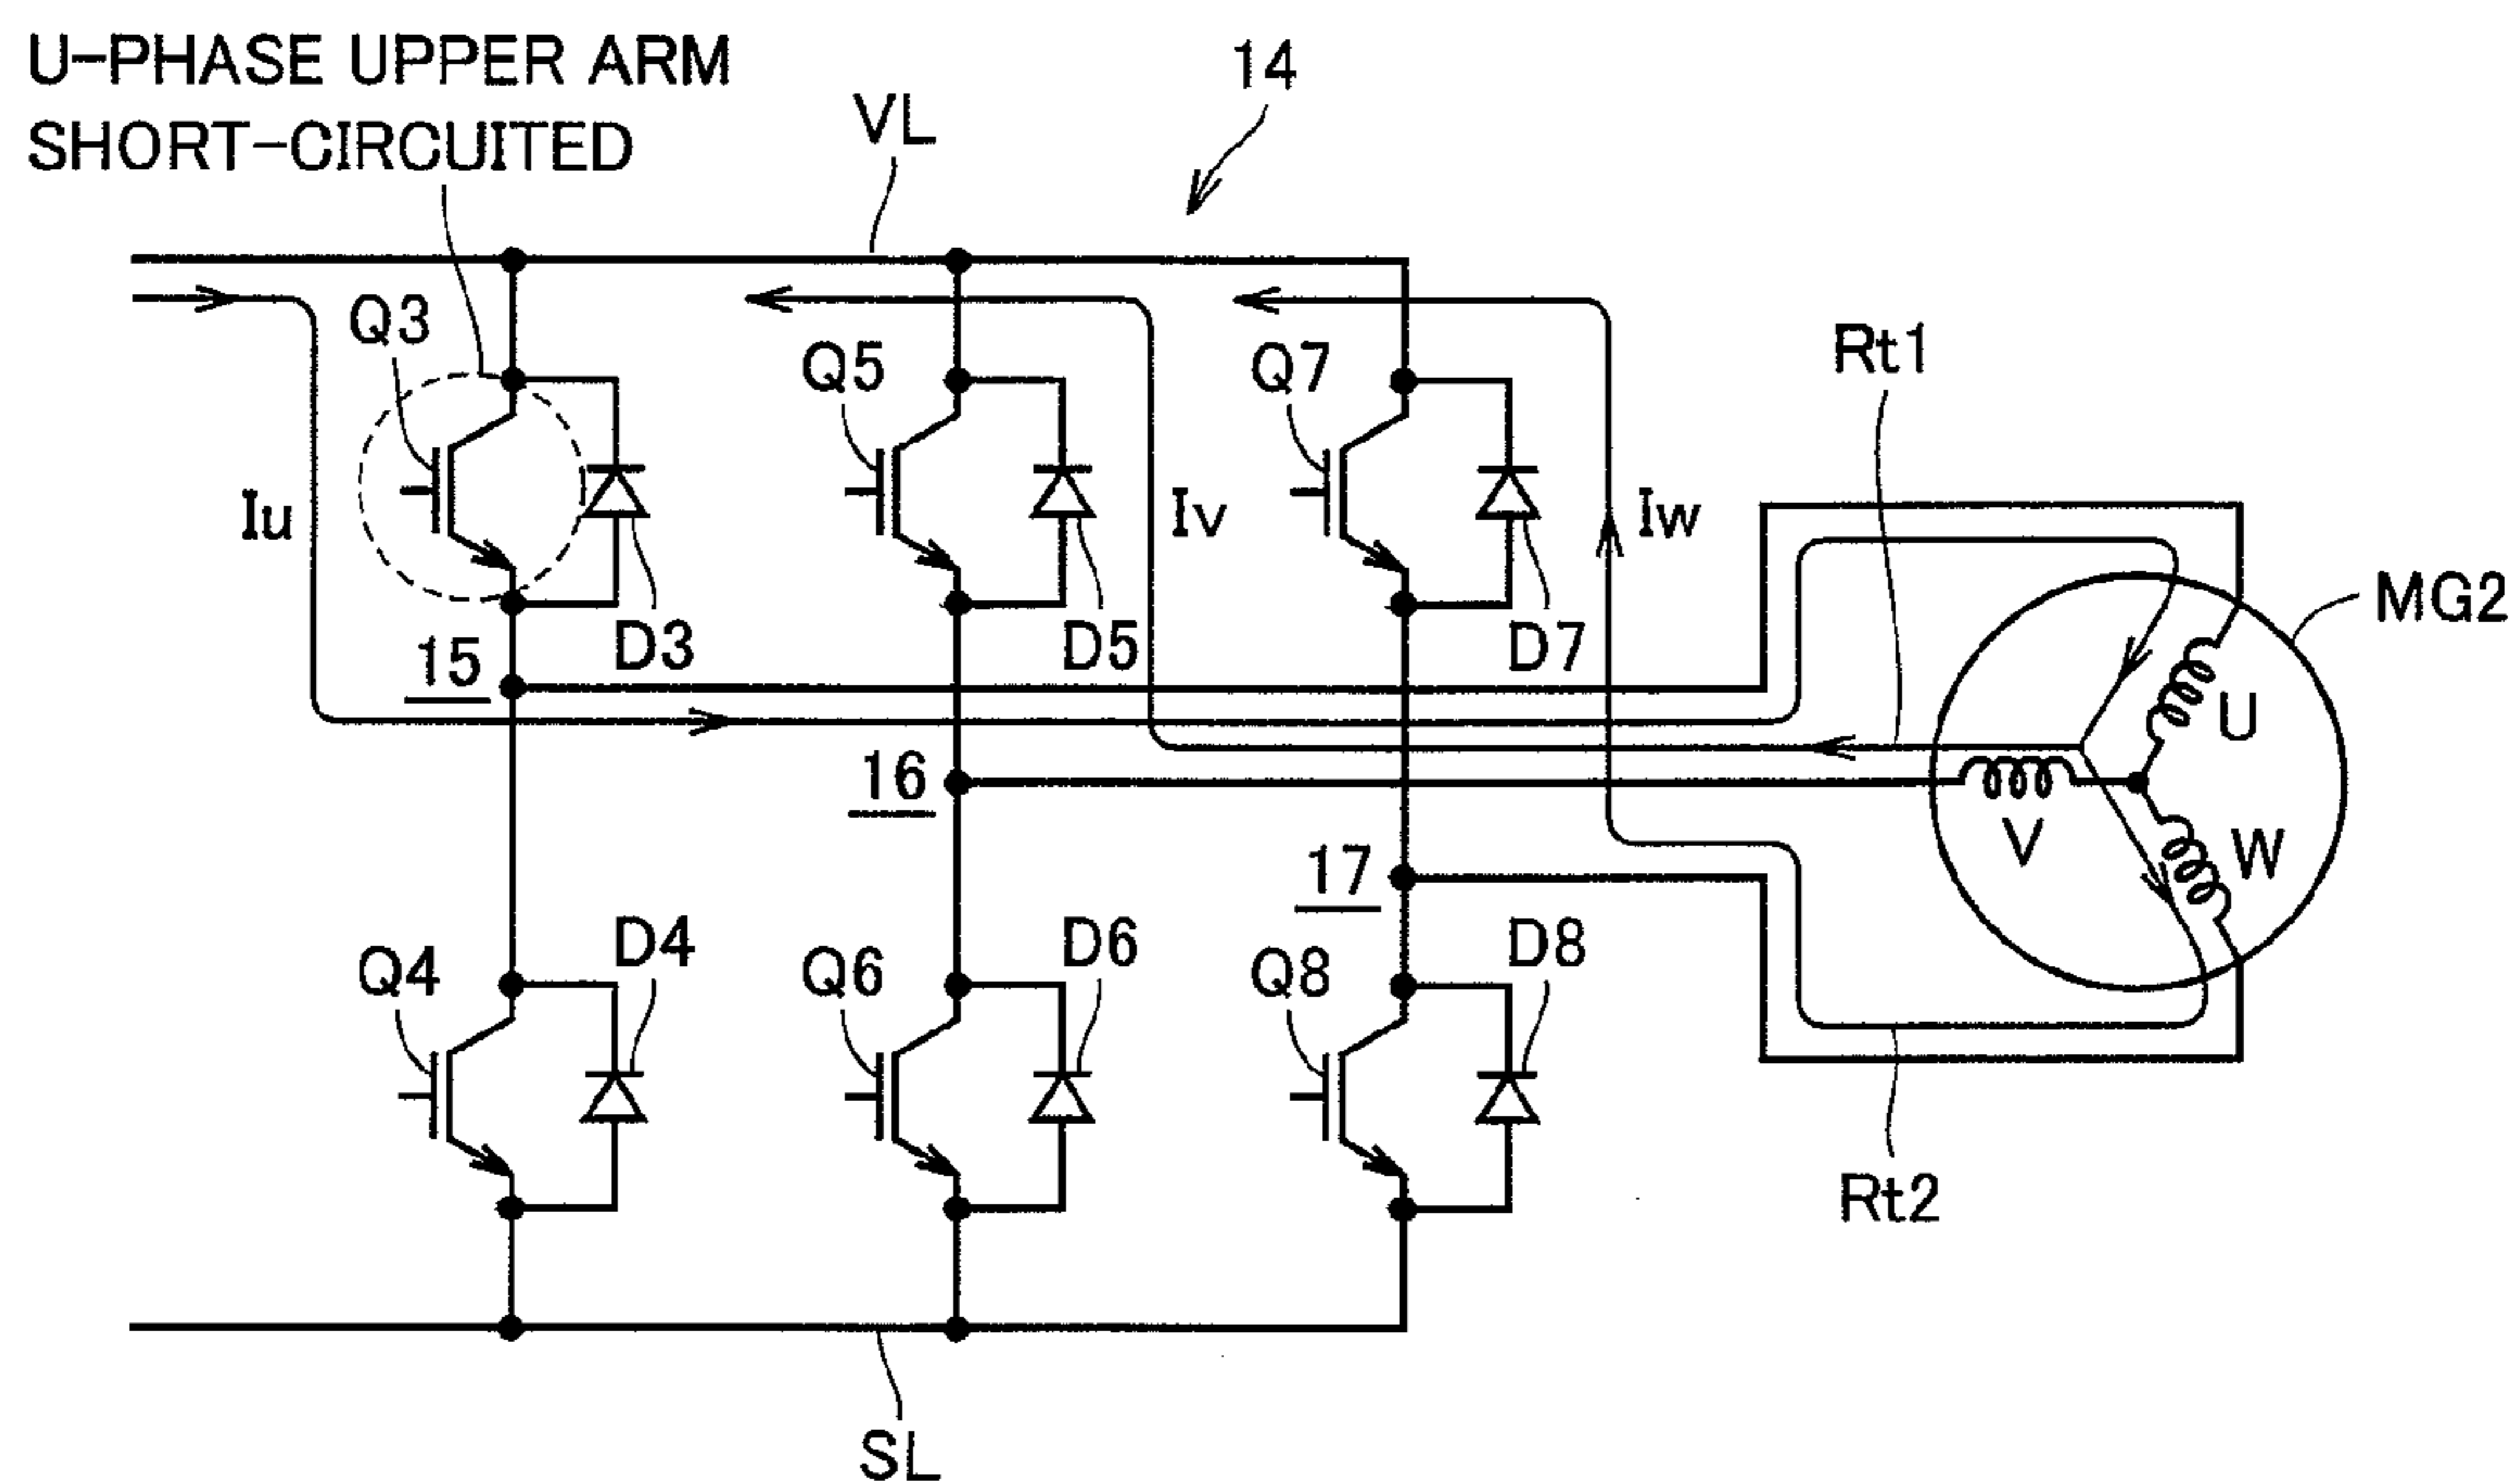 U-PHASE UPPER ARM
SHORT-CIRCUITED
14
VL
Q3
Q5
Q7
Rt1
Iu
Iv
Iw
MG2
15
D3
D5
D7
U
16
V
W
17
Q4
D4
Q6
D6
Q8
D8
Rt2
SL